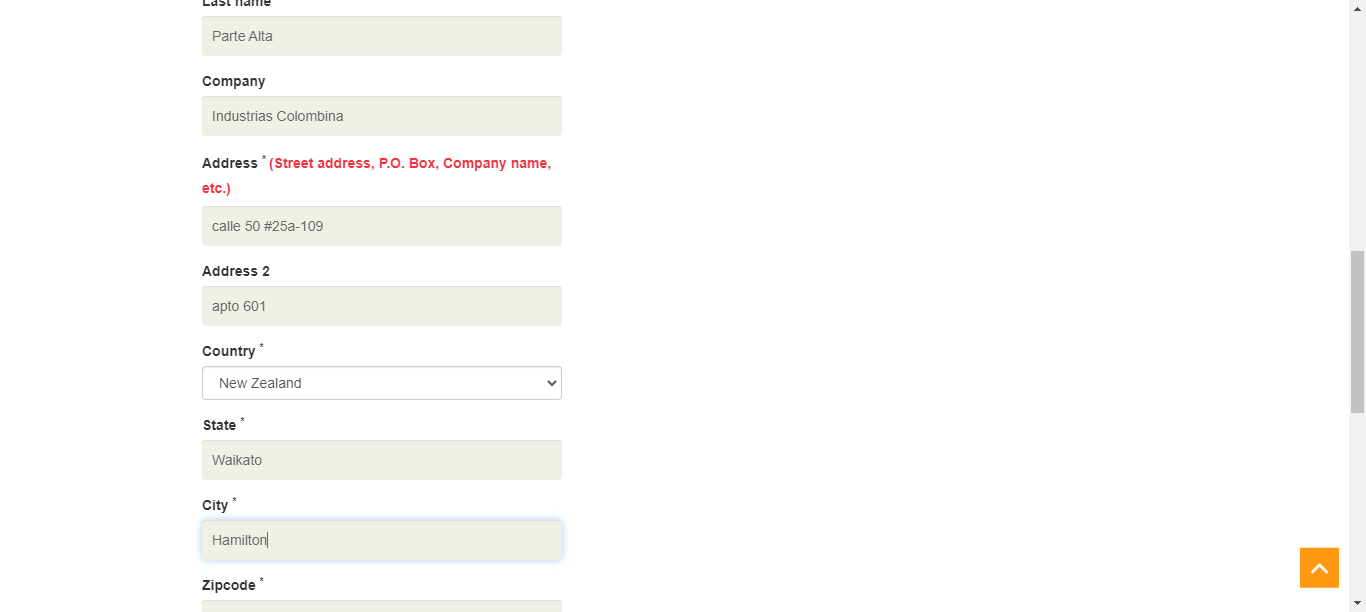 Last name
Parte Alta
Company
Industrias Colombina
Address * (Street address, P.O. Box, Company name,
etc.)
calle 50 #25a-109
Address 2
apto 601
Country *
New Zealand
State *
Waikato
City *
Hamilton
Zipcode *